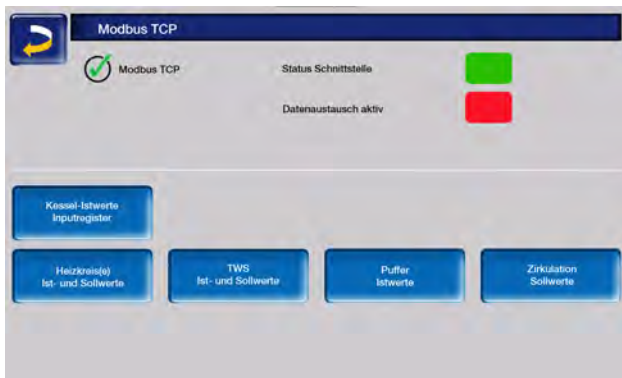 Modbus TCP
Modbus TCP
Status Schnittstelle
Datenaustausch aktiv
Kessel-Istwerte
Inputregister
Heizkreis(e)
Ist- und Sollwerte
TWS
Ist- und Sollwerte
Puffer
Istwerte
Zirkulation
Sollwerte